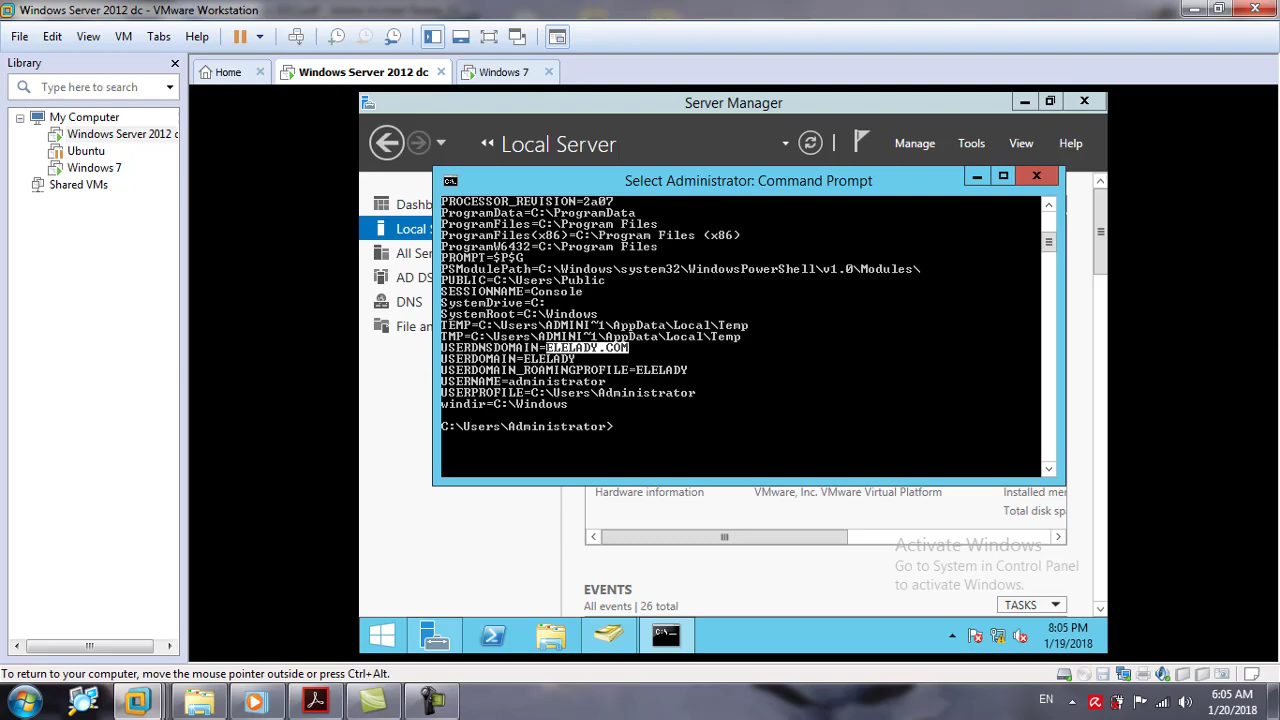 Windows Server 2012 dc - VMware Workstation
File Edit View VM Tabs Help
Library
Type here to search
My Computer
Windows Server 2012 d
Ubuntu
Windows 7
Shared VMs
Home
Windows Server 2012 dc
Windows 7
Server Manager
Local Server
Manage Tools View Help
Dashb
Local S
All Ser
AD DS
DNS
File an
Select Administrator: Command Prompt
PROCESSOR_REVISION=2a07
ProgramData=C:\ProgramData
ProgramFiles=C:\Program Files
ProgramFiles(x86)=C:\Program Files (x86)
ProgramW6432=C:\Program Files
PROMPT=$P$G
PSModulePath=C:\Windows\system32\WindowsPowerShell\v1.0\Modules\
PUBLIC=C:\Users\Public
SESSIONNAME=Console
SystemDrive=C:
SystemRoot=C:\Windows
TEMP=C:\Users\ADMINI~1\AppData\Local\Temp
TMP=C:\Users\ADMINI~1\AppData\Local\Temp
USERDNSDOMAIN=ELELADY.COM
USERDOMAIN=ELELADY
USERDOMAIN_ROAMINGPROFILE=ELELADY
USERNAME=administrator
USERPROFILE=C:\Users\Administrator
windir=C:\Windows
C:\Users\Administrator>
Hardware information VMware, Inc. VMware Virtual Platform Installed mer
Total disk sp
Activate Windows
Go to System in Control Panel
to activate Windows.
EVENTS
All events | 26 total
TASKS
8:05 PM
1/19/2018
To return to your computer, move the mouse pointer outside or press Ctrl+Alt.
EN
6:05 AM
1/20/2018